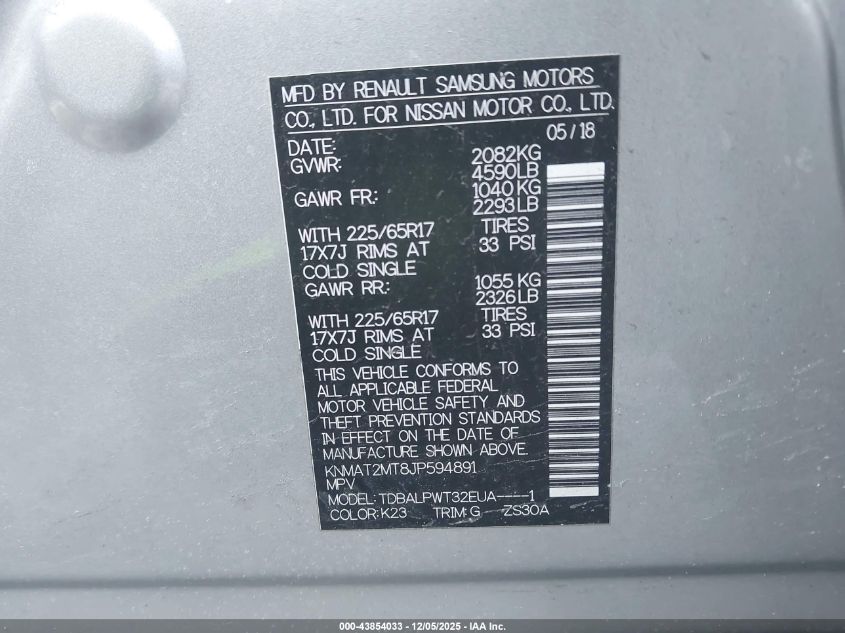 MFD BY RENAULT SAMSUNG MOTORS
CO., LTD. FOR NISSAN MOTOR CO., LTD.
DATE: 05/18
GVWR: 2082KG
4590LB
GAWR FR: 1040KG
2293LB
WITH 225/65R17 TIRES
17X7J RIMS AT 33 PSI
COLD SINGLE
GAWR RR: 1055KG
2326LB
WITH 225/65R17 TIRES
17X7J RIMS AT 33 PSI
COLD SINGLE
THIS VEHICLE CONFORMS TO
ALL APPLICABLE FEDERAL
MOTOR VEHICLE SAFETY AND
THEFT PREVENTION STANDARDS
IN EFFECT ON THE DATE OF
MANUFACTURE SHOWN ABOVE.
KNMAT2MT8JP594891
MPV
MODEL: TDBALPWT32EUA----1
COLOR: K23 TRIM: G ZS30A
000-43854033 - 12/05/2025 - IAA Inc.